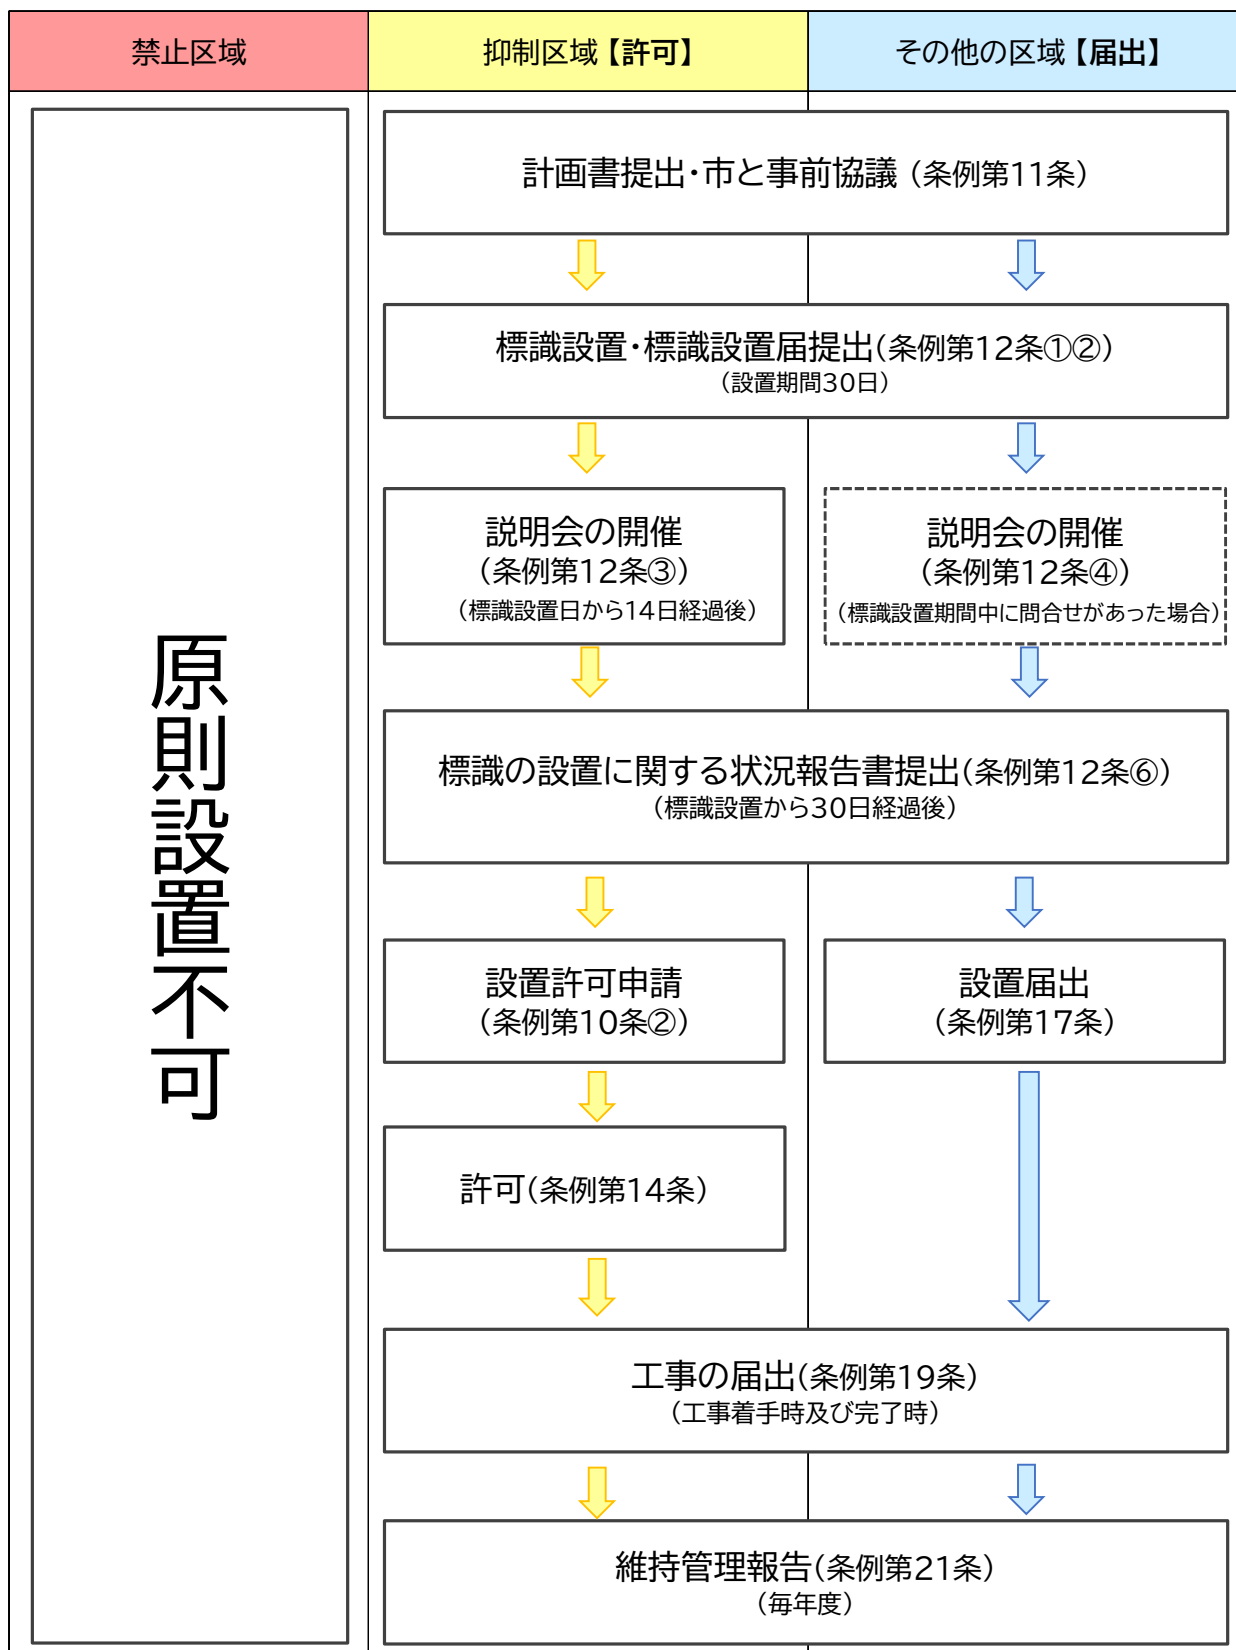 禁止区域
抑制区域【許可】
その他の区域【届出】
原則設置不可
計画書提出・市と事前協議（条例第11条）
標識設置・標識設置届提出（条例第12条①②）
（設置期間30日）
説明会の開催
（条例第12条③）
（標識設置日から14日経過後）
説明会の開催
（条例第12条④）
（標識設置期間中に問合せがあった場合）
標識の設置に関する状況報告書提出（条例第12条⑥）
（標識設置から30日経過後）
設置許可申請
（条例第10条②）
設置届出
（条例第17条）
許可（条例第14条）
工事の届出（条例第19条）
（工事着手時及び完了時）
維持管理報告（条例第21条）
（毎年度）